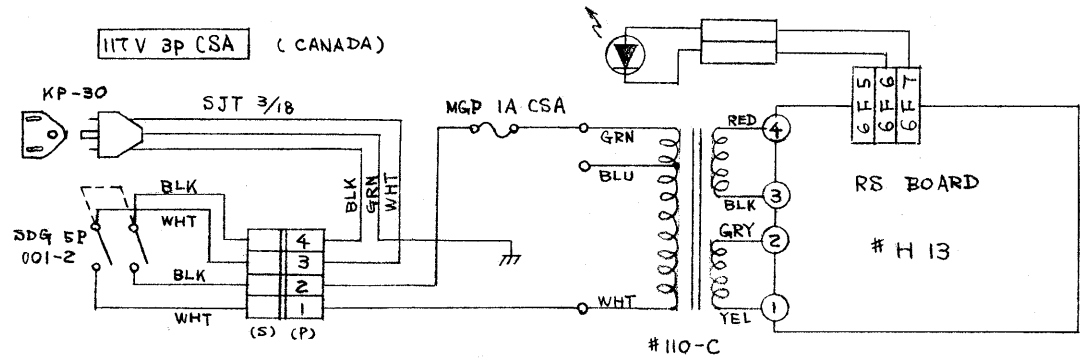 117V 3P CSA (CANADA)
KP-30
SJT 3/18
MGP 1A CSA
GRN
BLU
WHT
RED
BLK
GRY
YEL
4
3
2
1
6F5
6F6
6F7
RS BOARD
#H13
BLK
GRN
WHT
BLK
WHT
SDG 5P
001-2
BLK
WHT
4
3
2
1
(S) (P)
#110-C